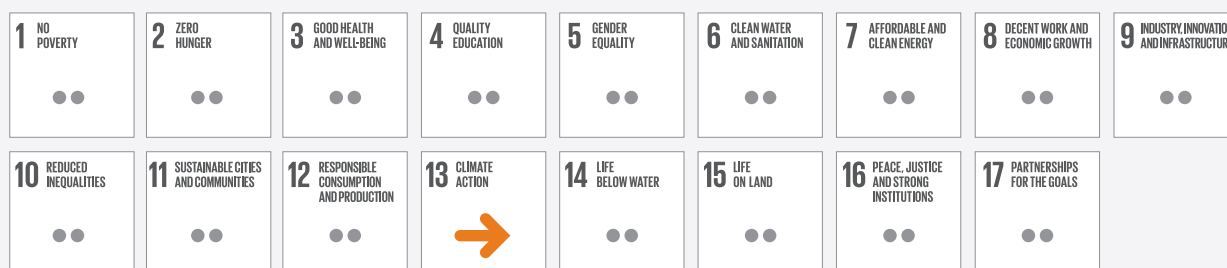 1 NO
POVERTY
2 ZERO
HUNGER
3 GOOD HEALTH
AND WELL-BEING
4 QUALITY
EDUCATION
5 GENDER
EQUALITY
6 CLEAN WATER
AND SANITATION
7 AFFORDABLE AND
CLEAN ENERGY
8 DECENT WORK AND
ECONOMIC GROWTH
9 INDUSTRY, INNOVATIO
AND INFRASTRUCTUR
10 REDUCED
INEQUALITIES
11 SUSTAINABLE CITIES
AND COMMUNITIES
12 RESPONSIBLE
CONSUMPTION
AND PRODUCTION
13 CLIMATE
ACTION
14 LIFE
BELOW WATER
15 LIFE
ON LAND
16 PEACE, JUSTICE
AND STRONG
INSTITUTIONS
17 PARTNERSHIPS
FOR THE GOALS